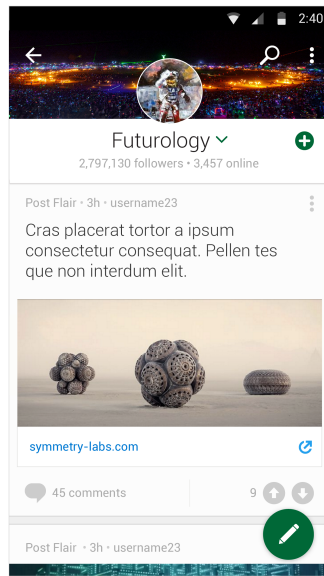 2:40
Futurology
2,797,130 followers • 3,457 online
Post Flair • 3h • username23
Cras placerat tortor a ipsum
consectetur consequat. Pellen tes
que non interdum elit.
symmetry-labs.com
45 comments
9
Post Flair • 3h • username23